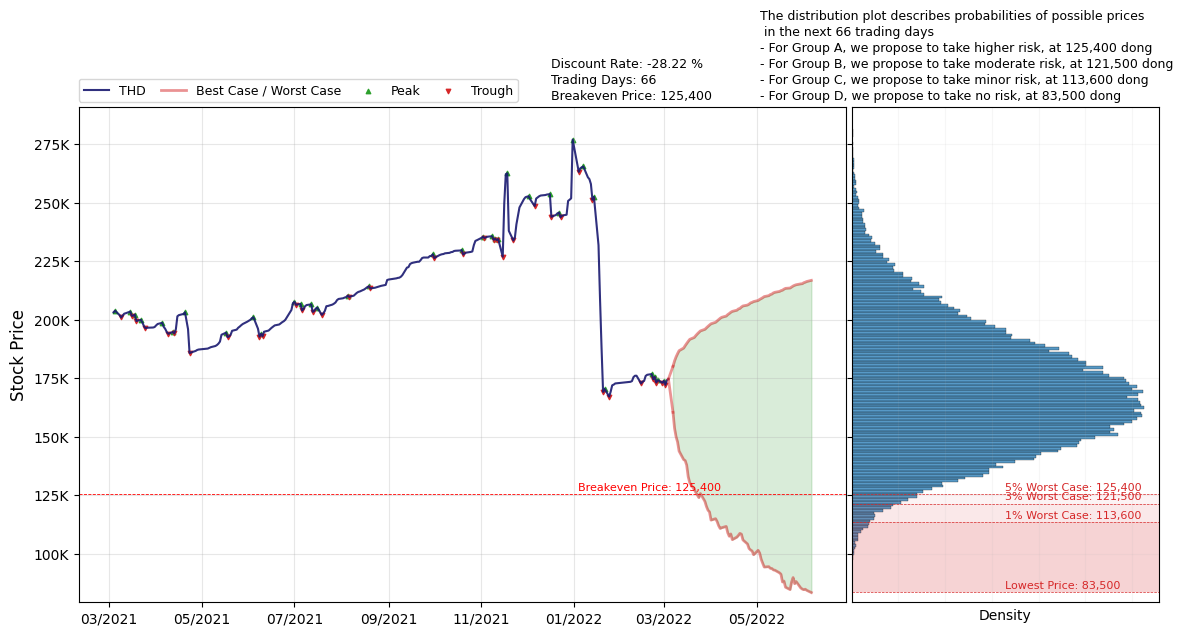 The distribution plot describes probabilities of possible prices
in the next 66 trading days
- For Group A, we propose to take higher risk, at 125,400 dong
- For Group B, we propose to take moderate risk, at 121,500 dong
- For Group C, we propose to take minor risk, at 113,600 dong
- For Group D, we propose to take no risk, at 83,500 dong
Discount Rate: -28.22 %
Trading Days: 66
Breakeven Price: 125,400
THD
Best Case / Worst Case
Peak
Trough
Stock Price
275K
250K
225K
200K
175K
150K
125K
100K
Breakeven Price: 125,400
5% Worst Case: 125,400
3% Worst Case: 121,500
1% Worst Case: 113,600
Lowest Price: 83,500
03/2021
05/2021
07/2021
09/2021
11/2021
01/2022
03/2022
05/2022
Density